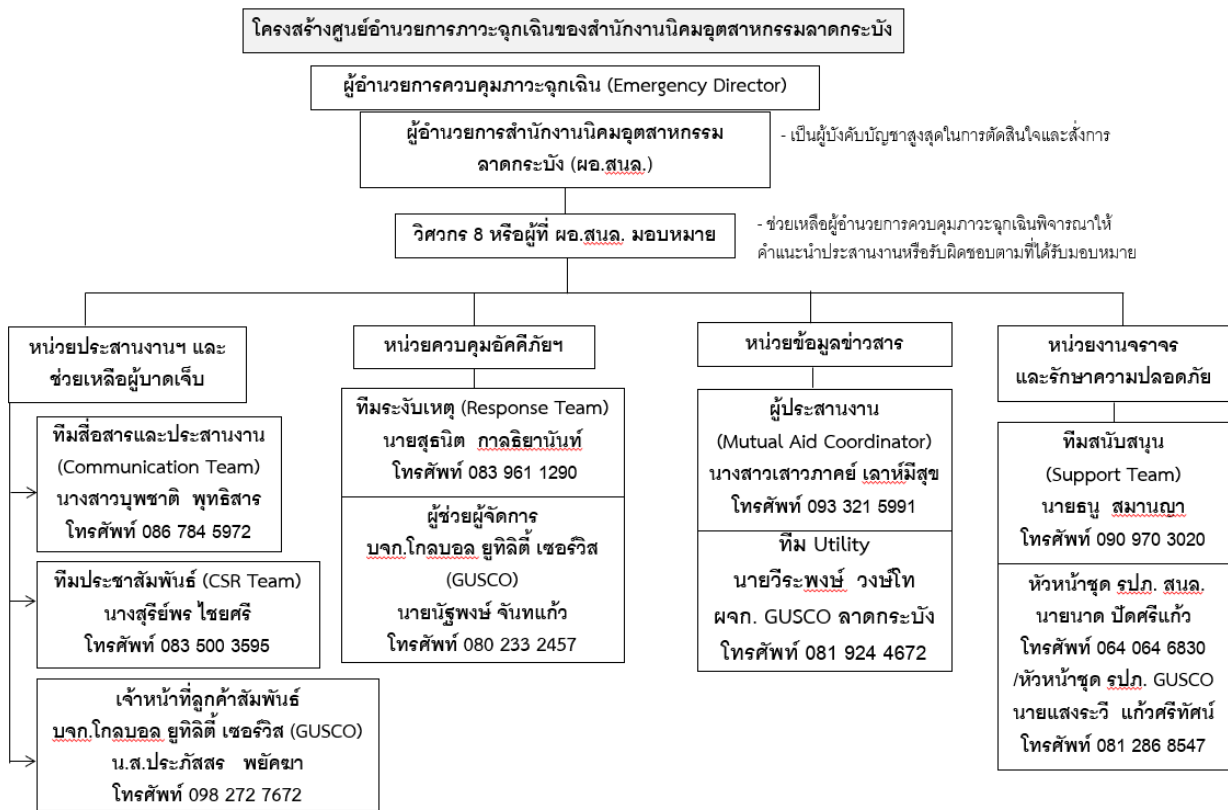 โครงสร้างศูนย์อำนวยการภาวะฉุกเฉินของสำนักงานนิคมอุตสาหกรรมลาดกระบัง
ผู้อำนวยการควบคุมภาวะฉุกเฉิน (Emergency Director)
ผู้อำนวยการสำนักงานนิคมอุตสาหกรรม
ลาดกระบัง (ผอ.สนล.)
- เป็นผู้บังคับบัญชาสูงสุดในการตัดสินใจและสั่งการ
วิศวกร 8 หรือผู้ที่ ผอ.สนล. มอบหมาย
- ช่วยเหลือผู้อำนวยการควบคุมภาวะฉุกเฉินพิจารณาให้
คำแนะนำประสานงานหรือรับผิดชอบตามที่ได้รับมอบหมาย
หน่วยประสานงานฯ และ
ช่วยเหลือผู้บาดเจ็บ
ทีมสื่อสารและประสานงาน
(Communication Team)
นางสาวบุพชาติ พุทธิสาร
โทรศัพท์ 086 784 5972
ทีมประชาสัมพันธ์ (CSR Team)
นางสุรีย์พร ไชยศรี
โทรศัพท์ 083 500 3595
เจ้าหน้าที่ลูกค้าสัมพันธ์
บจก.โกลบอล ยูทิลิตี้ เซอร์วิส (GUSCO)
น.ส.ประภัสสร พยัคฆา
โทรศัพท์ 098 272 7672
หน่วยควบคุมอัคคีภัยฯ
ทีมระงับเหตุ (Response Team)
นายสุธนิต กาลธิยานันท์
โทรศัพท์ 083 961 1290
ผู้ช่วยผู้จัดการ
บจก.โกลบอล ยูทิลิตี้ เซอร์วิส
(GUSCO)
นายนัฐพงษ์ จันทแก้ว
โทรศัพท์ 080 233 2457
หน่วยข้อมูลข่าวสาร
ผู้ประสานงาน
(Mutual Aid Coordinator)
นางสาวเสาวภาคย์ เลาห์มีสุข
โทรศัพท์ 093 321 5991
ทีม Utility
นายวีระพงษ์ วงษ์โท
ผจก. GUSCO ลาดกระบัง
โทรศัพท์ 081 924 4672
หน่วยงานจราจร
และรักษาความปลอดภัย
ทีมสนับสนุน
(Support Team)
นายธนู สมานญา
โทรศัพท์ 090 970 3020
หัวหน้าชุด รปภ. สนล.
นายนาด ปัดศรีแก้ว
โทรศัพท์ 064 064 6830
/หัวหน้าชุด รปภ. GUSCO
นายแสงระวี แก้วศรีทัศน์
โทรศัพท์ 081 286 8547